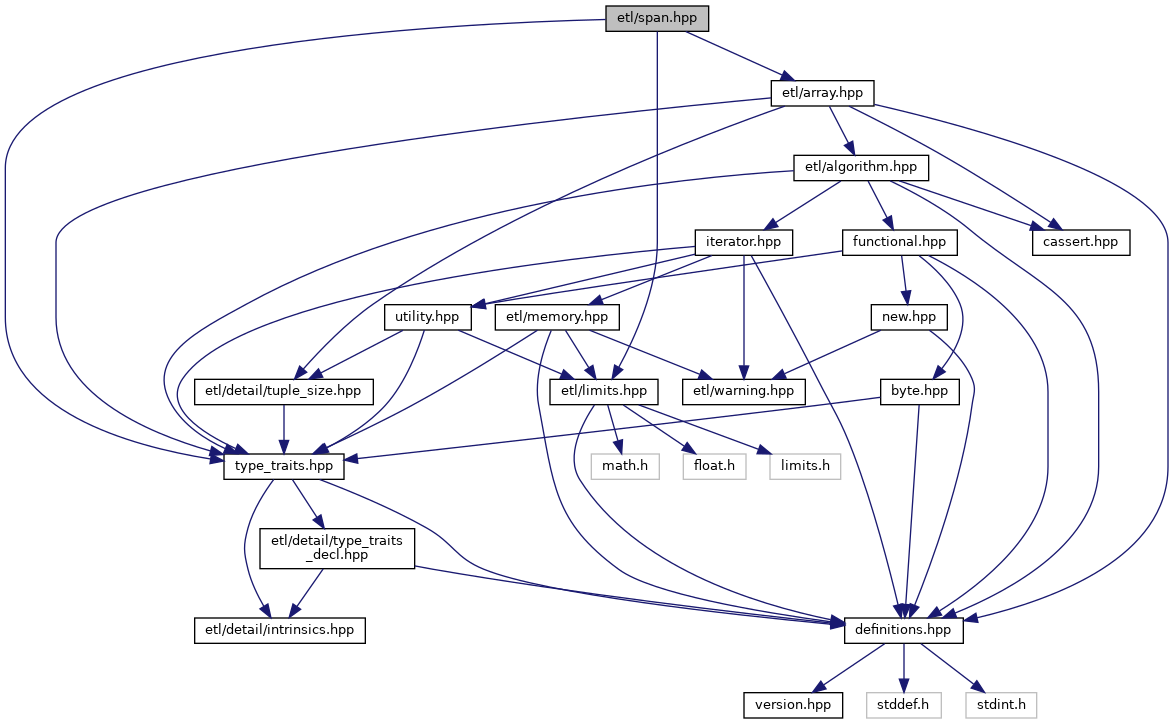 etl/span.hpp
etl/array.hpp
etl/algorithm.hpp
iterator.hpp
functional.hpp
cassert.hpp
utility.hpp
etl/memory.hpp
new.hpp
etl/detail/tuple_size.hpp
etl/limits.hpp
etl/warning.hpp
byte.hpp
type_traits.hpp
math.h
float.h
limits.h
etl/detail/type_traits
_decl.hpp
etl/detail/intrinsics.hpp
definitions.hpp
version.hpp
stddef.h
stdint.h